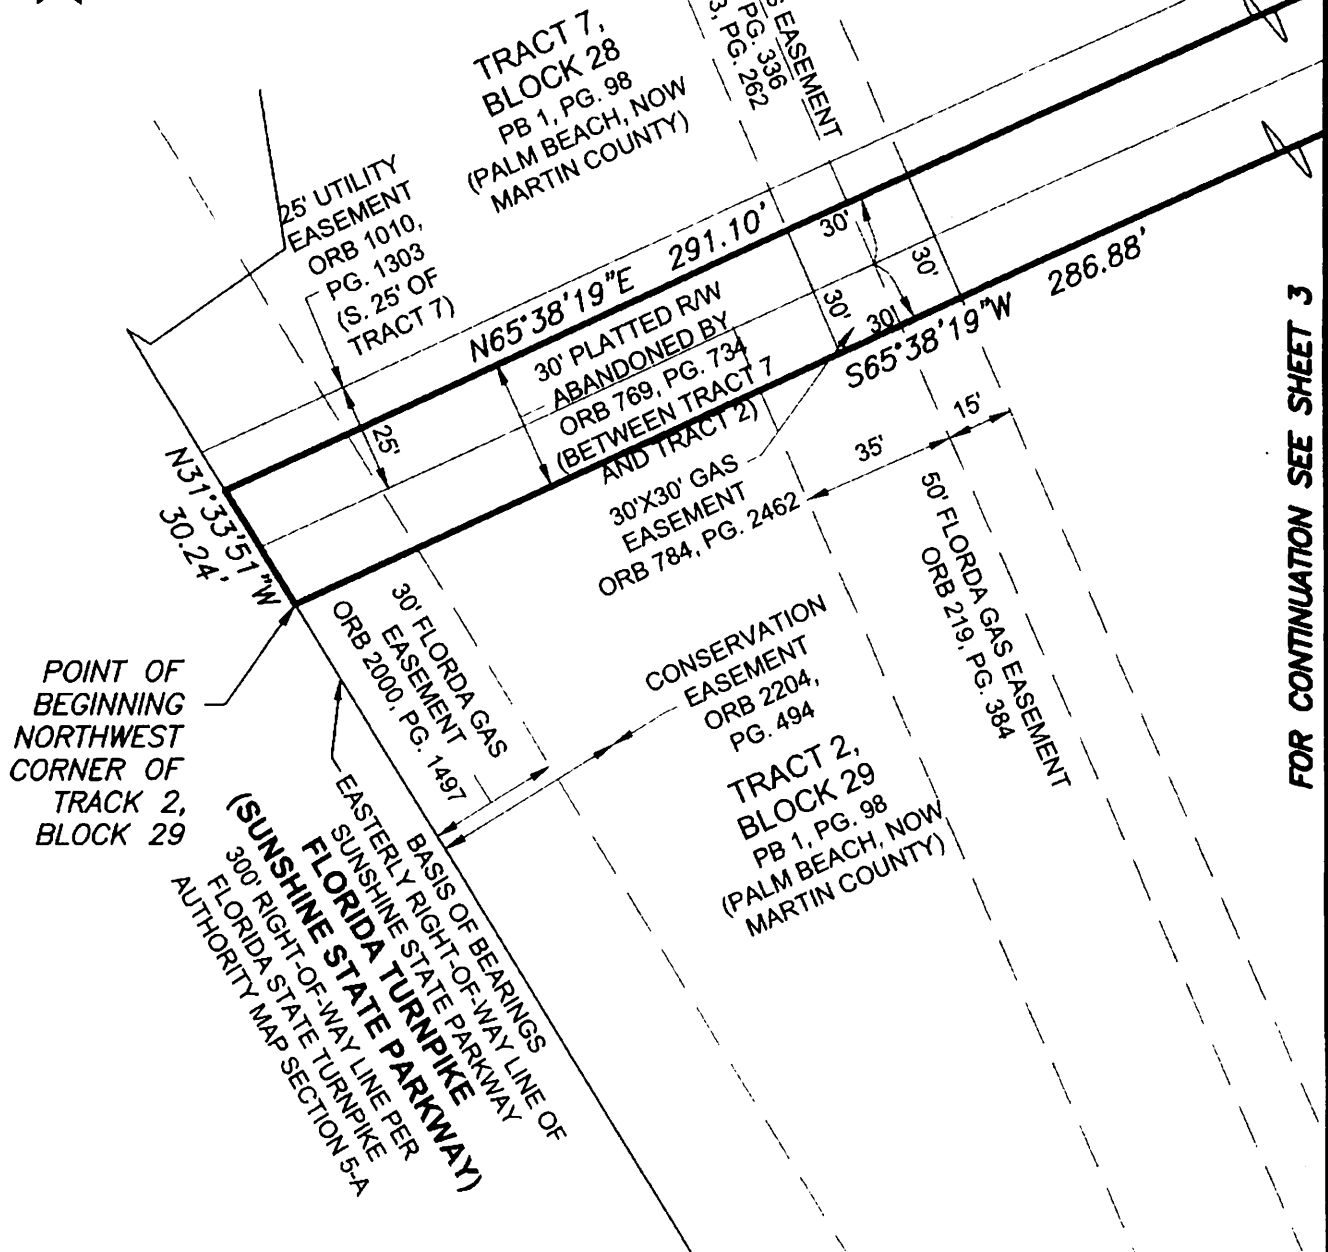 TRACT 7,
BLOCK 28
PB 1, PG. 98
(PALM BEACH, NOW
MARTIN COUNTY)
EASEMENT
PG. 336
PG. 262
25' UTILITY
EASEMENT
ORB 1010,
PG. 1303
(S. 25' OF
TRACT 7)
N65°38'19"E 291.10'
30' PLATTED R/W
ABANDONED BY
ORB 769, PG. 734
(BETWEEN TRACT 7
AND TRACT 2)
25'
30'
30'
30'
30'
S65°38'19"W 286.88'
15'
35'
30'X30' GAS
EASEMENT
ORB 784, PG. 2462
N31°33'51"W
30.24'
50' FLORDA GAS EASEMENT
ORB 219, PG. 384
30' FLORDA GAS
EASEMENT
ORB 2000, PG. 1497
CONSERVATION
EASEMENT
ORB 2204,
PG. 494
TRACT 2,
BLOCK 29
PB 1, PG. 98
(PALM BEACH, NOW
MARTIN COUNTY)
POINT OF
BEGINNING
NORTHWEST
CORNER OF
TRACK 2,
BLOCK 29
BASIS OF BEARINGS
EASTERLY RIGHT-OF-WAY LINE OF
SUNSHINE STATE PARKWAY
FLORIDA TURNPIKE
(SUNSHINE STATE PARKWAY)
300' RIGHT-OF-WAY LINE PER
FLORIDA STATE TURNPIKE
AUTHORITY MAP SECTION 5-A
FOR CONTINUATION SEE SHEET 3